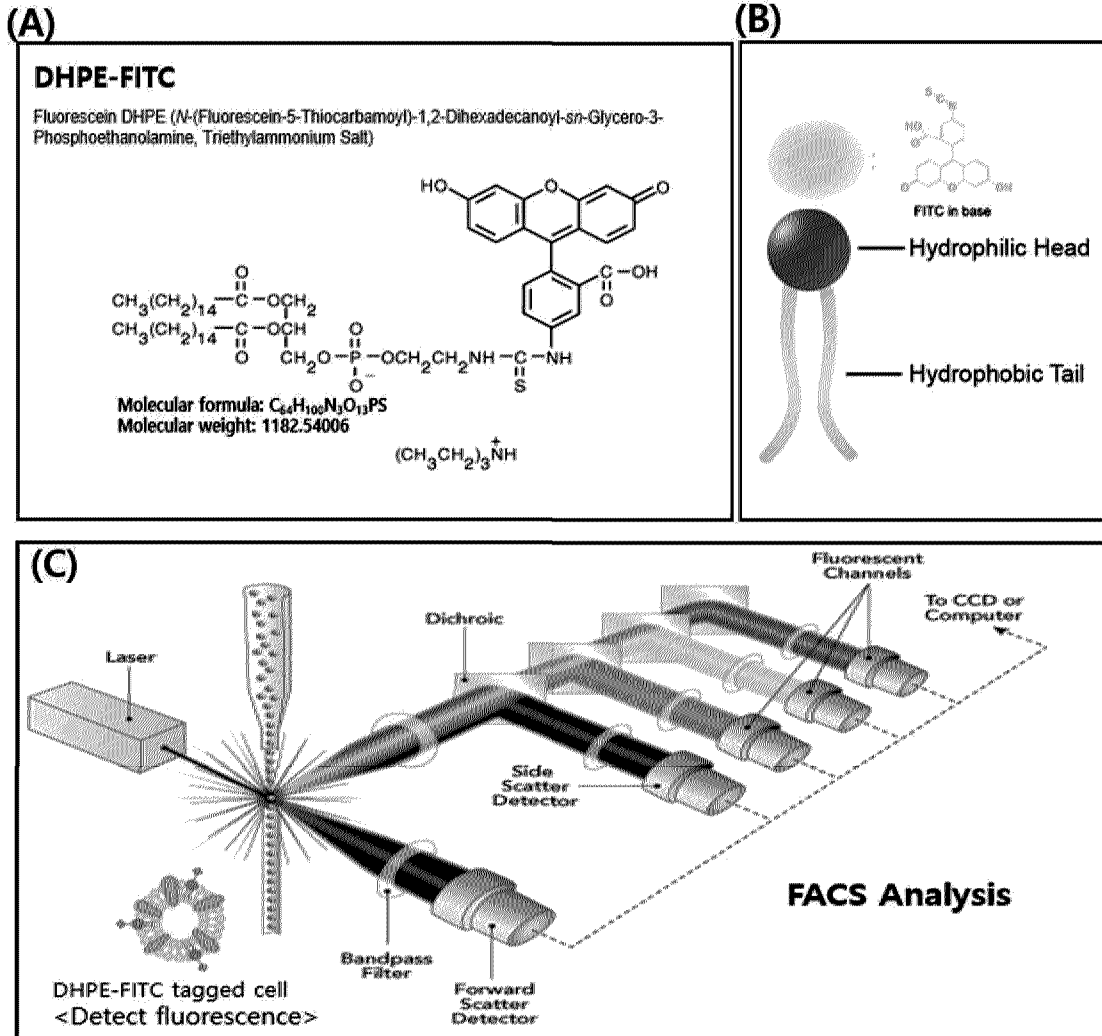 (A)
DHPE-FITC
Fluorescein DHPE (N-(Fluorescein-5-Thiocarbamoyl)-1,2-Dihexadecanoyl-sn-Glycero-3-
Phosphoethanolamine, Triethylammonium Salt)
HO
O
O
C
OH
O
O
CH₃(CH₂)₁₄
C
OCH₂
CH₃(CH₂)₁₄
C
OCH
O
CH₂O
P
O
O⁻
OCH₂CH₂NH
C
S
NH
Molecular formula: C₆₄H₁₀₀N₃O₁₃PS
Molecular weight: 1182.54006
(CH₃CH₂)₃N⁺H
(B)
S
C
N
HO
O
O
O
OH
FITC in base
Hydrophilic Head
Hydrophobic Tail
(C)
Laser
Dichroic
Fluorescent
Channels
To CCD or
Computer
Side
Scatter
Detector
Bandpass
Filter
Forward
Scatter
Detector
FACS Analysis
DHPE-FITC tagged cell
<Detect fluorescence>